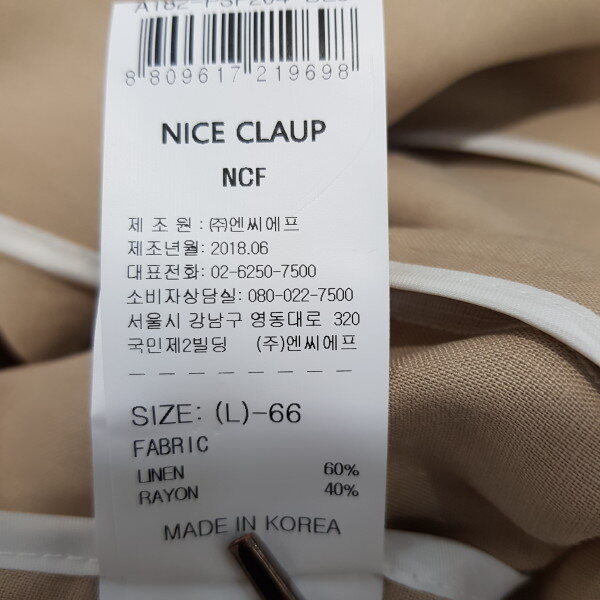 8 809617 219698
NICE CLAUP
NCF
제 조 원 : ㈜엔씨에프
제조년월: 2018.06
대표전화: 02-6250-7500
소비자상담실: 080-022-7500
서울시 강남구 영동대로 320
국민제2빌딩 ㈜엔씨에프
SIZE: (L)-66
FABRIC
LINEN 60%
RAYON 40%
MADE IN KOREA